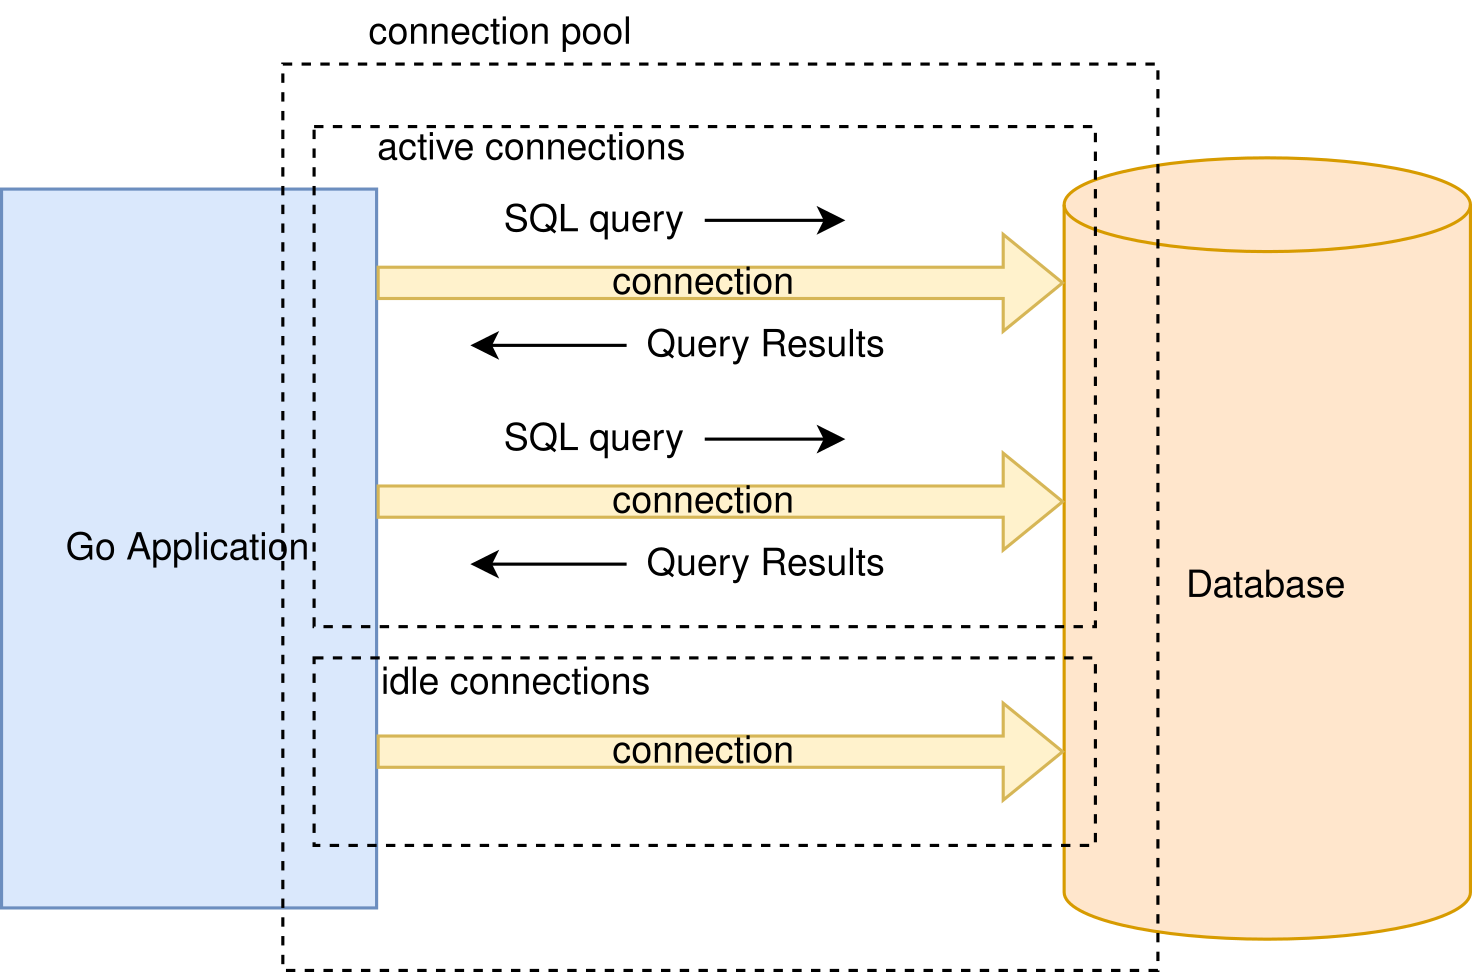 connection pool
active connections
SQL query
connection
Query Results
SQL query
connection
Query Results
Go Application
Database
idle connections
connection